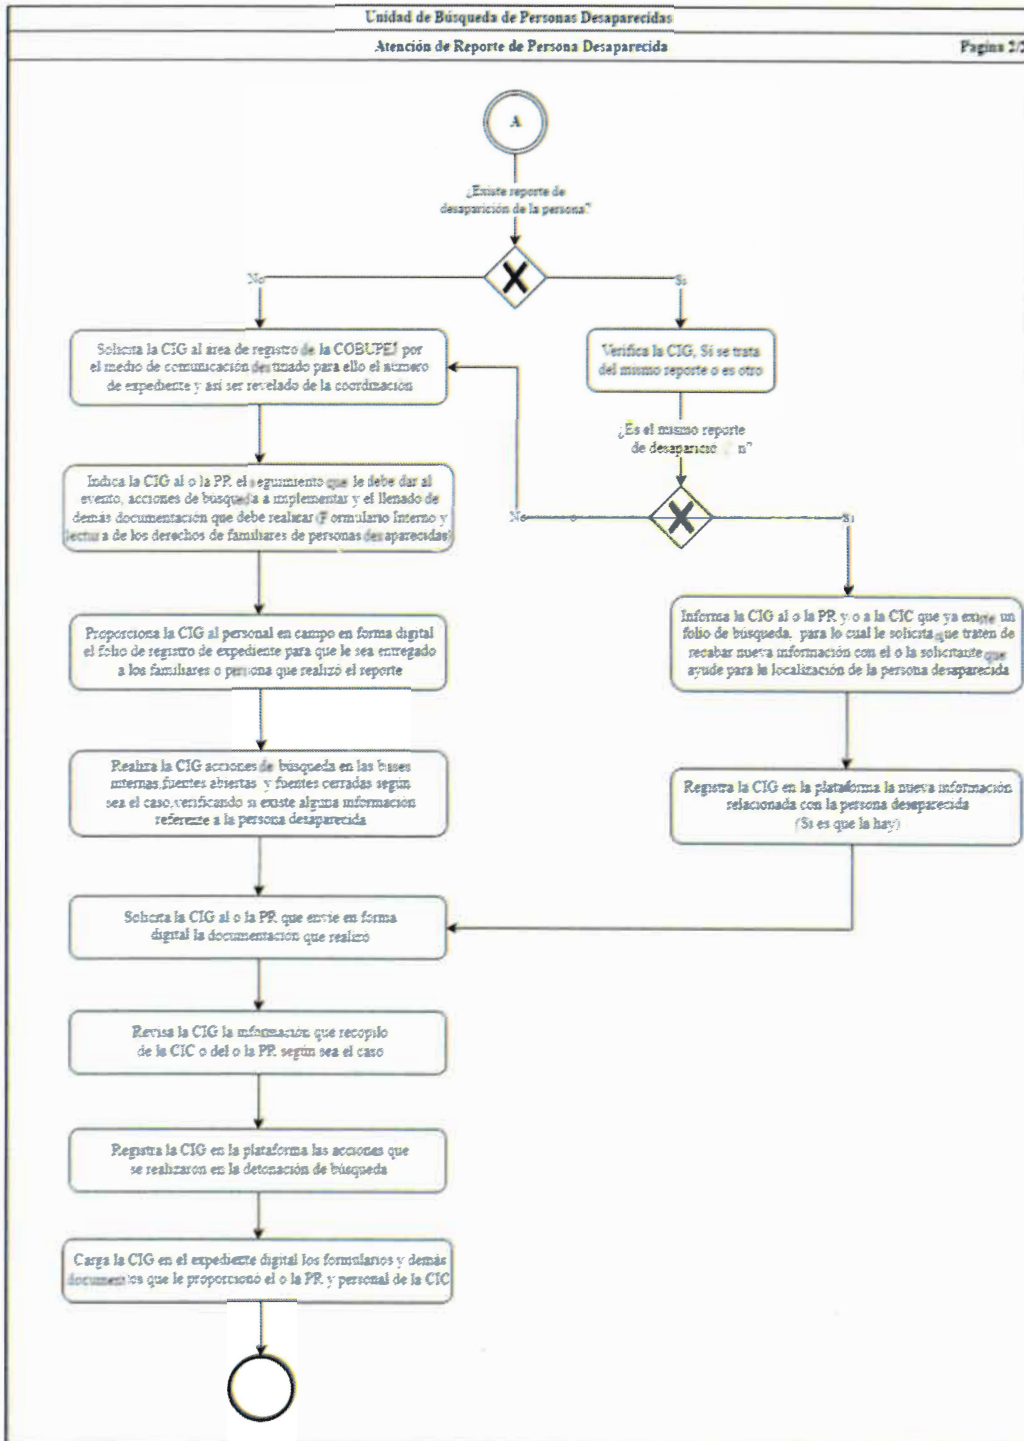 Unidad de Búsqueda de Personas Desaparecidas
Atención de Reporte de Persona Desaparecida
Pagina 2/2
A
¿Existe reporte de
desaparición de la persona?
No
Si
Solicita la CIG al área de registro de la COBUPEJ por
el medio de comunicación destinado para ello el número
de expediente y asi ser revelado de la coordinación
Verifica la CIG, Si se trata
del mismo reporte o es otro
¿Es el mismo reporte
de desaparició n?
No
o
Si
Indica la CIG al o la PR el seguimiento que le debe dar al
evento, acciones de búsqueda a implementar y el llenado de
demás documentación que debe realizar (Formulario Interno y
lectura de los derechos de familiares de personas desaparecidas)
Informa la CIG al o la PR y o a la CIC que ya existe un
folio de búsqueda, para lo cual le solicita que traten de
recabar nueva información con el o la solicitante que
ayude para la localización de la persona desaparecida
Proporciona la CIG al personal en campo en forma digital
el folio de registro de expediente para que le sea entregado
a los familiares o persona que realizó el reporte
Realiza la CIG acciones de búsqueda en las bases
internas,fuentes abiertas y fuentes cerradas según
sea el caso,verificando si existe alguna información
referente a la persona desaparecida
Registra la CIG en la plataforma la nueva información
relacionada con la persona desaparecida
(Si es que la hay)
Solicita la CIG al o la PR que envie en forma
digital la documentación que realizó
Revisa la CIG la información que recopilo
de la CIC o del o la PR según sea el caso
Registra la CIG en la plataforma las acciones que
se realizaron en la detonación de búsqueda
Carga la CIG en el expediente digital los formularios y demás
documentos que le proporcionó el o la PR y personal de la CIC